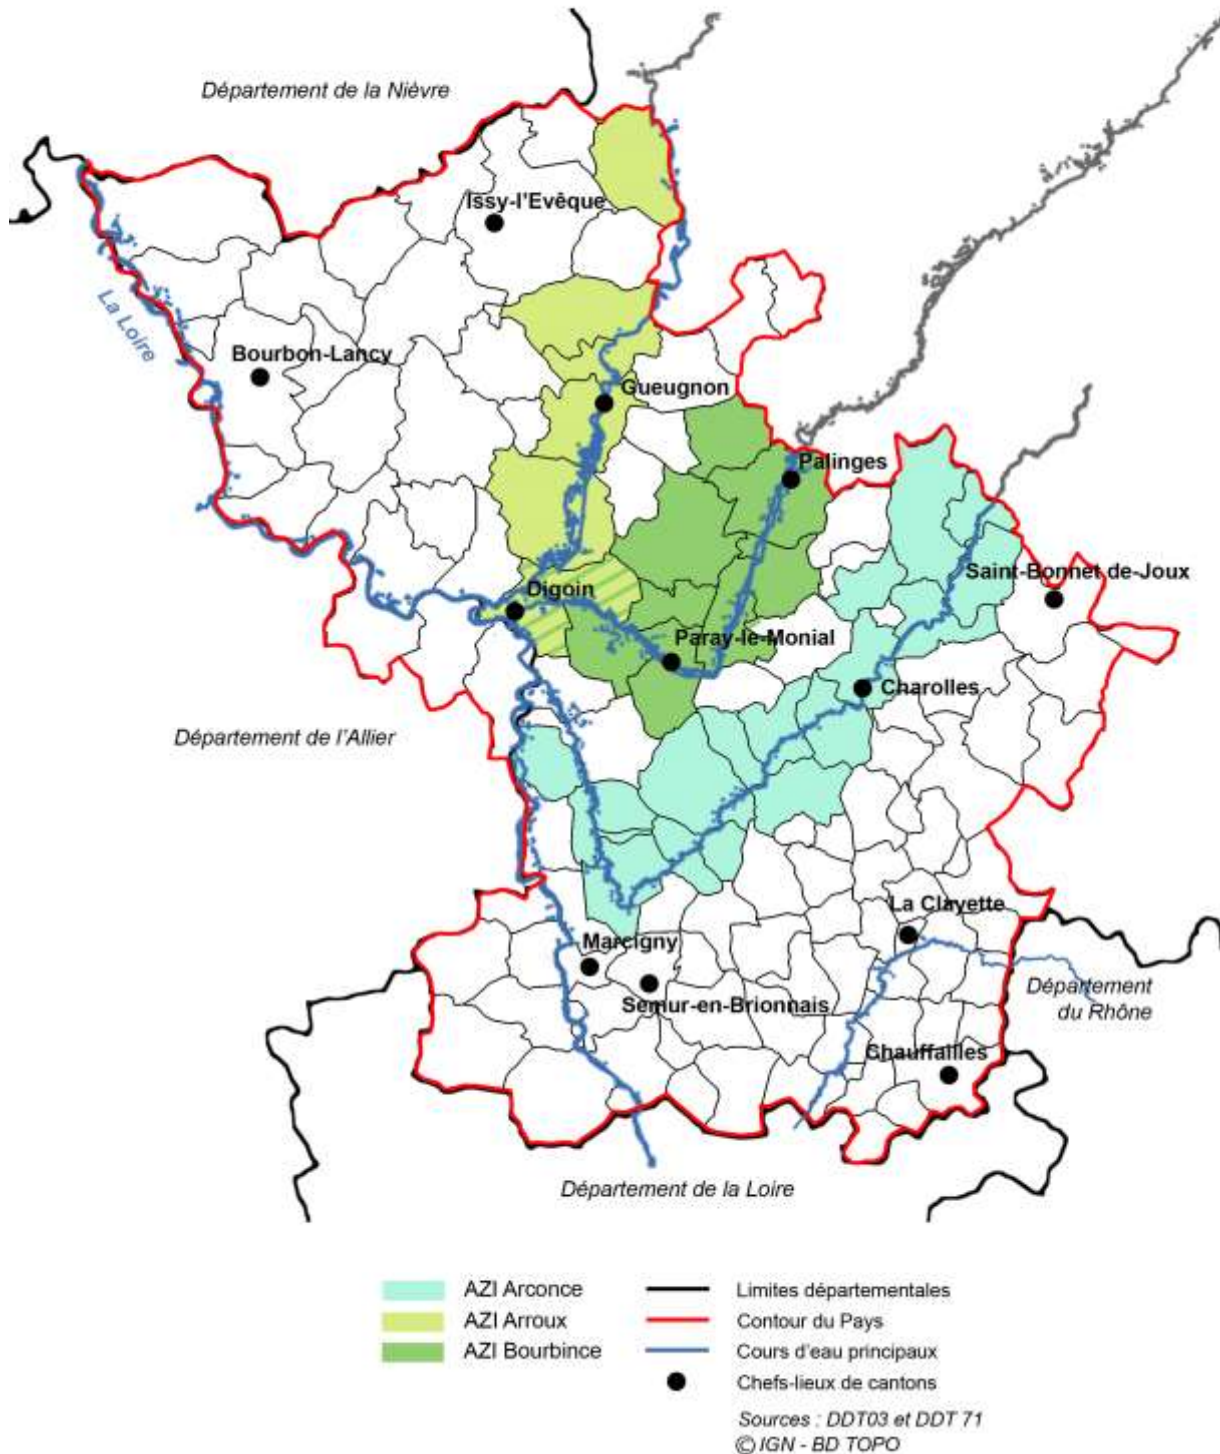 Département de la Nièvre
Issy-l'Evêque
La Loire
Bourbon-Lancy
Gueugnon
Palinges
Saint-Bonnet de-Joux
Digoin
Paray-le-Monial
Charolles
Département de l'Allier
La Clayette
Marcigny
Semur-en-Brionnais
Département
du Rhône
Chauffailles
Département de la Loire
AZI Arconce
AZI Arroux
AZI Bourbince
Limites départementales
Contour du Pays
Cours d'eau principaux
Chefs-lieux de cantons
Sources : DDT03 et DDT 71
© IGN - BD TOPO